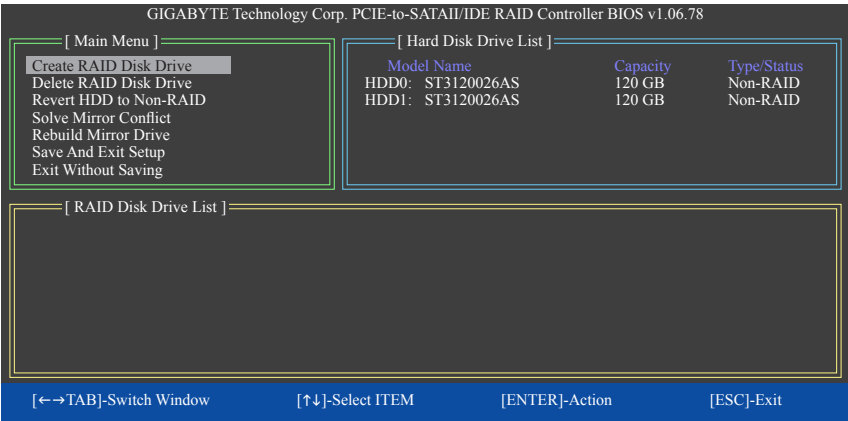 GIGABYTE Technology Corp. PCIE-to-SATAII/IDE RAID Controller BIOS v1.06.78
[ Main Menu ]
Create RAID Disk Drive
Delete RAID Disk Drive
Revert HDD to Non-RAID
Solve Mirror Conflict
Rebuild Mirror Drive
Save And Exit Setup
Exit Without Saving
[ Hard Disk Drive List ]
Model Name Capacity Type/Status
HDD0: ST3120026AS 120 GB Non-RAID
HDD1: ST3120026AS 120 GB Non-RAID
[ RAID Disk Drive List ]
[←→TAB]-Switch Window [↑↓]-Select ITEM [ENTER]-Action [ESC]-Exit